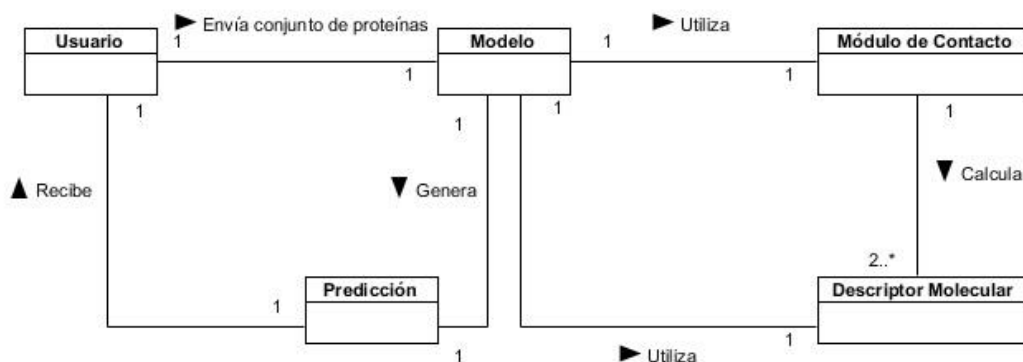 Envía conjunto de proteínas
Utiliza
Usuario
1
1
Modelo
1
1
Módulo de Contacto
1
1
1
1
Recibe
Genera
Calcula
2..*
Predicción
Descriptor Molecular
1
1
1
Utiliza